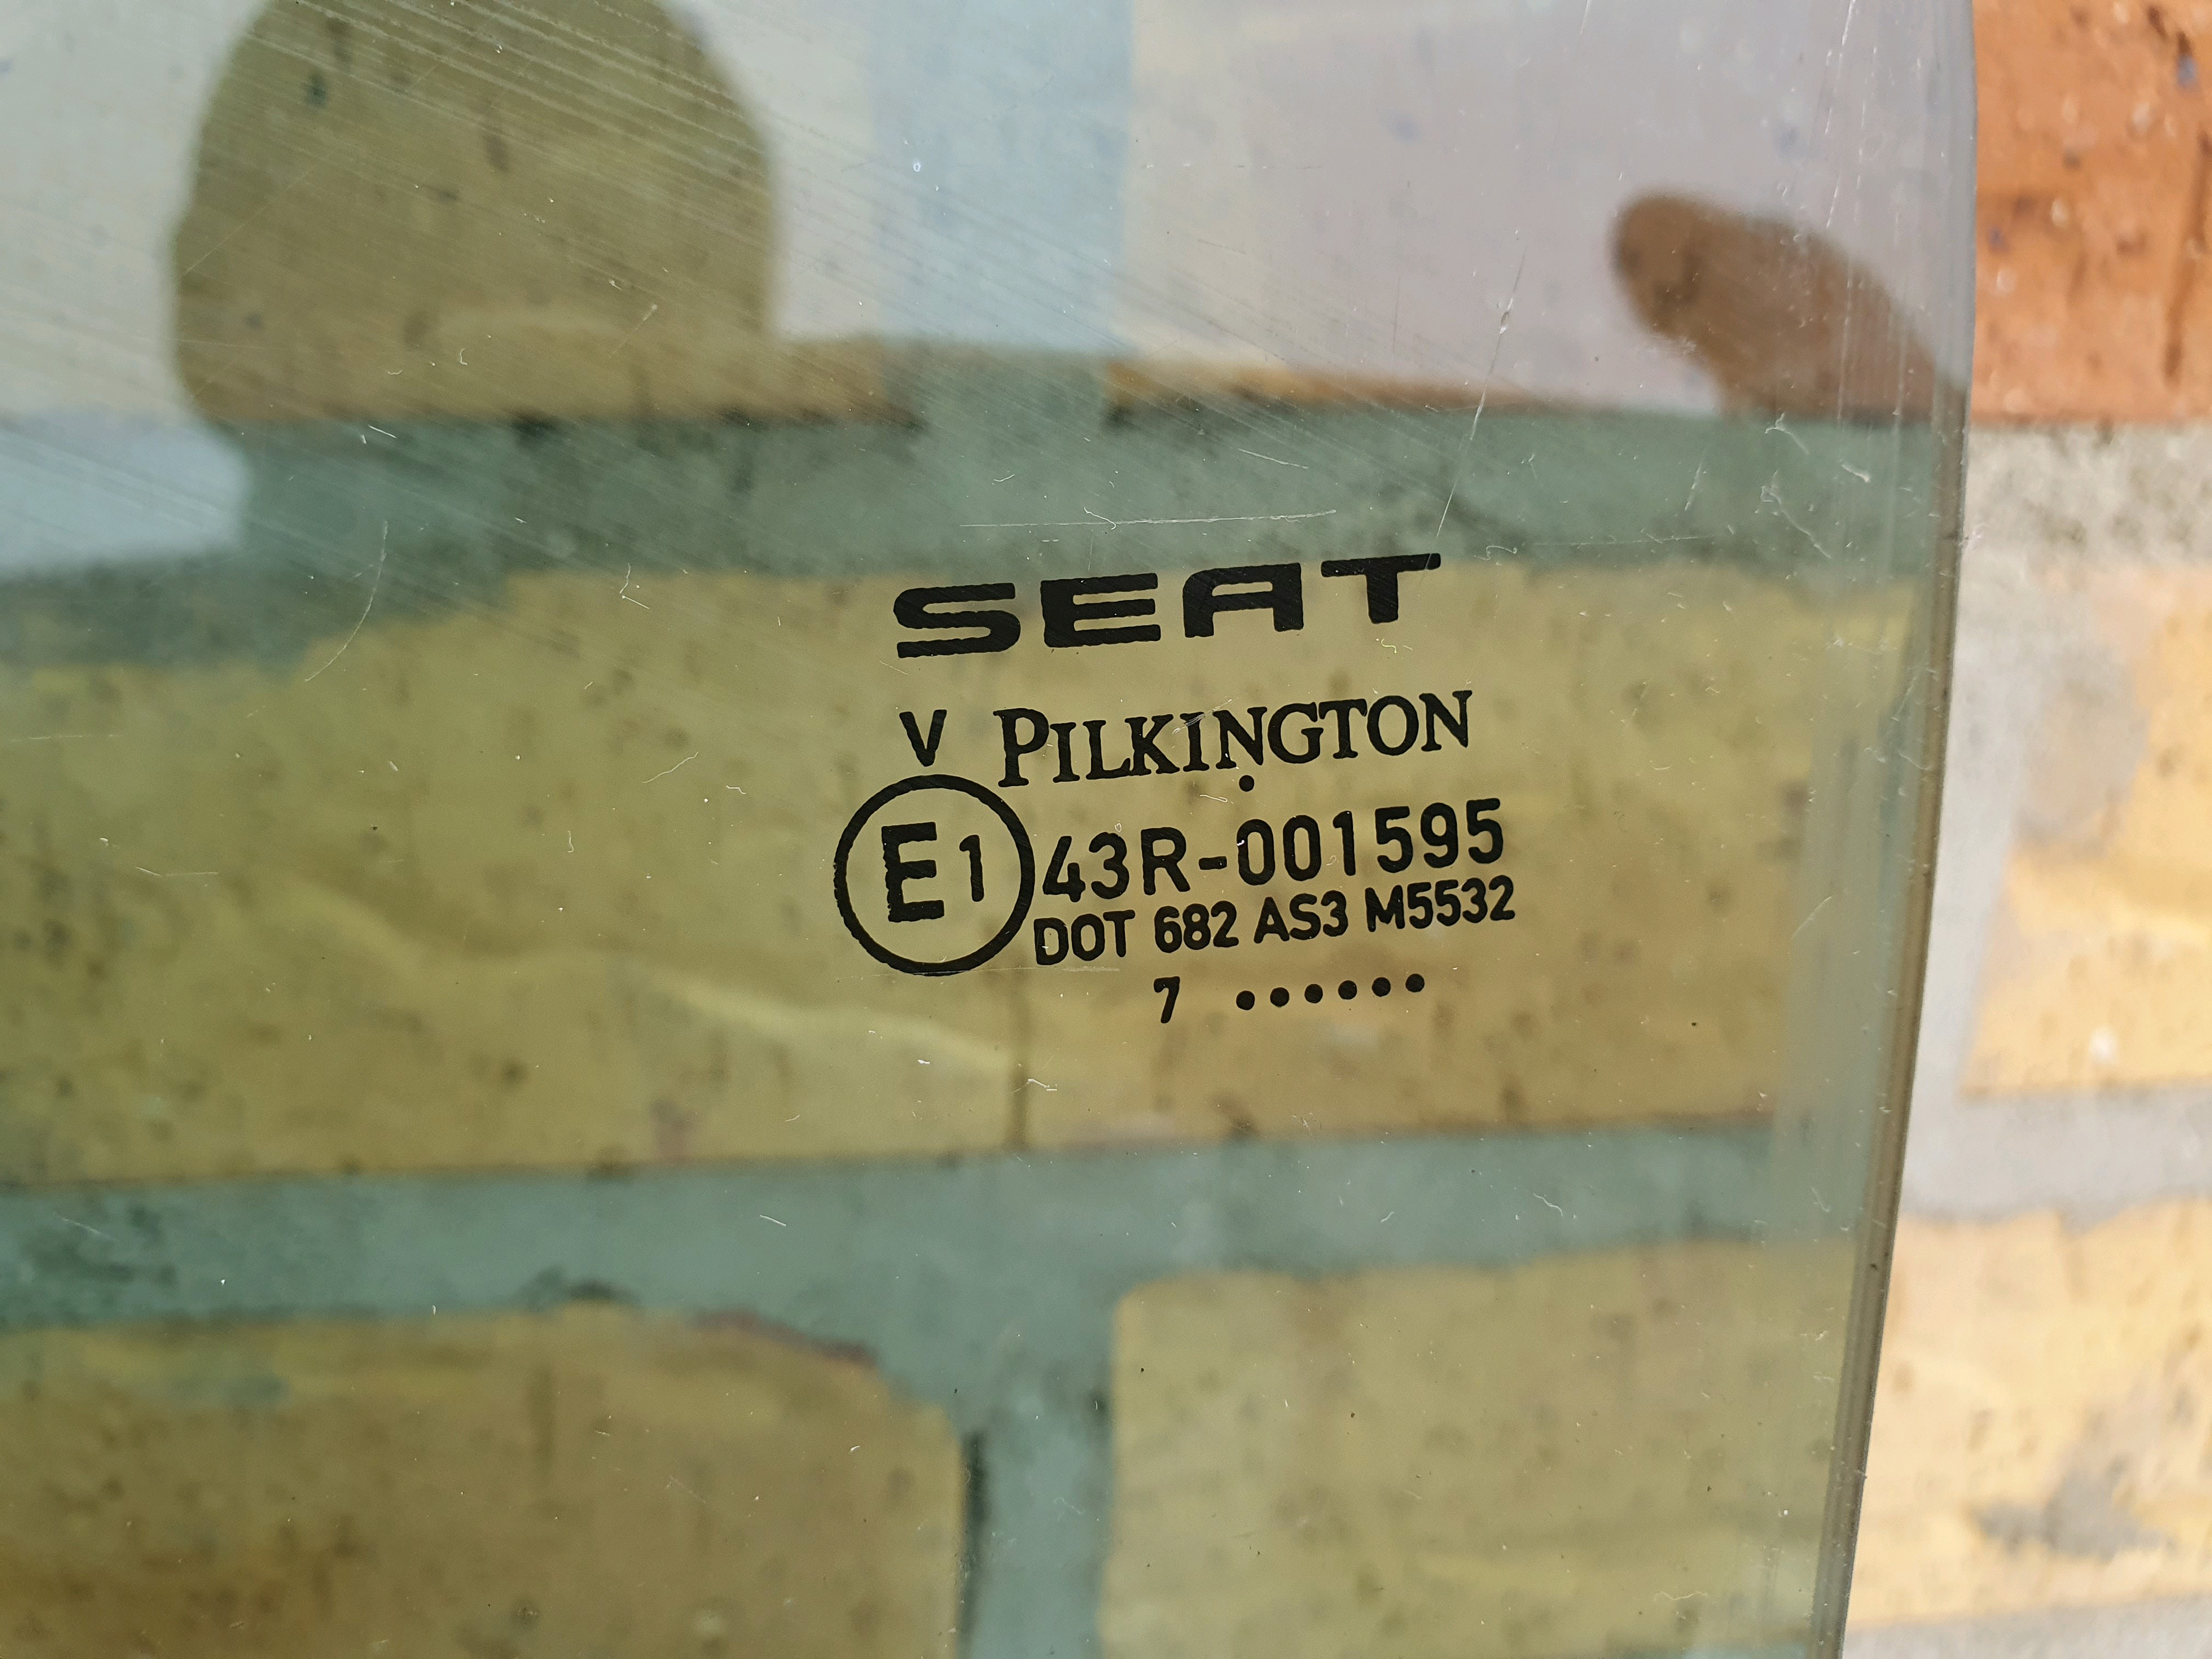 SEAT
V PILKINGTON
E1 43R-001595
DOT 682 AS3 M5532
7 ••••••